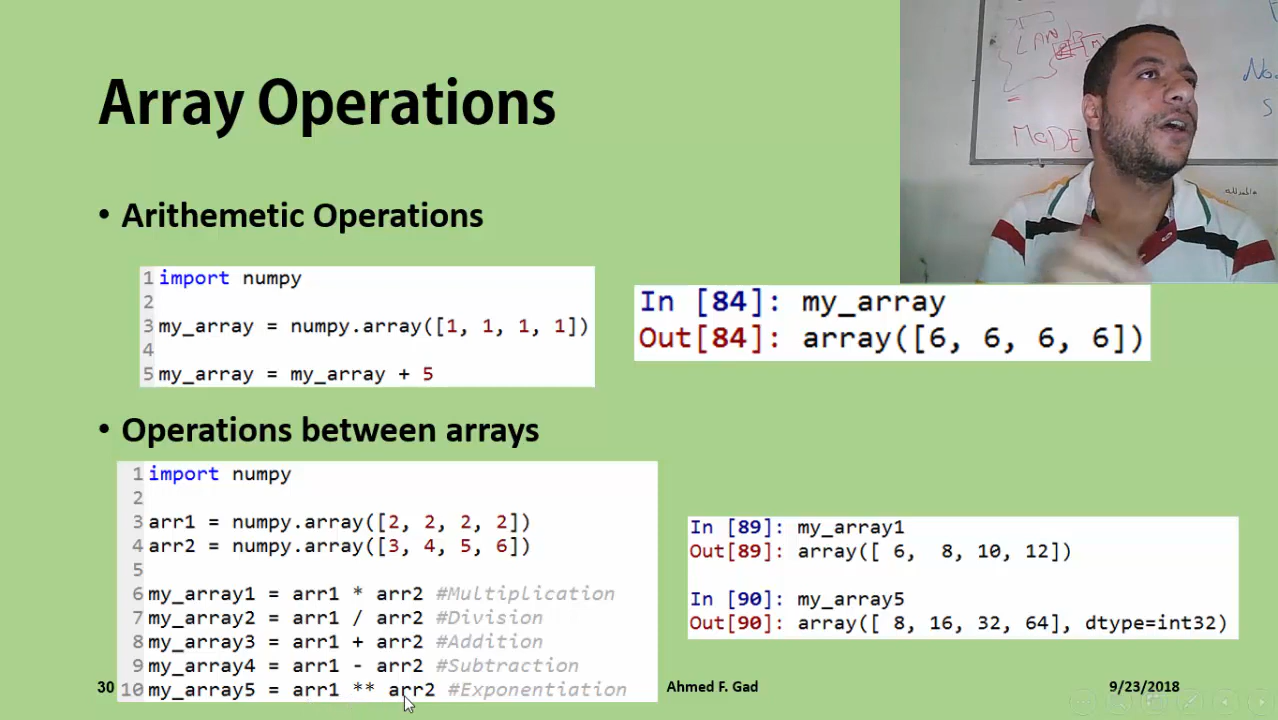 Array Operations
MODE
• Arithemetic Operations
1 import numpy
2
3 my_array = numpy.array([1, 1, 1, 1])
4
5 my_array = my_array + 5
In [84]: my_array
Out[84]: array([6, 6, 6, 6])
• Operations between arrays
1 import numpy
2
3 arr1 = numpy.array([2, 2, 2, 2])
4 arr2 = numpy.array([3, 4, 5, 6])
5
6 my_array1 = arr1 * arr2 #Multiplication
7 my_array2 = arr1 / arr2 #Division
8 my_array3 = arr1 + arr2 #Addition
9 my_array4 = arr1 - arr2 #Subtraction
10 my_array5 = arr1 ** arr2 #Exponentiation
In [89]: my_array1
Out[89]: array([ 6,  8, 10, 12])
In [90]: my_array5
Out[90]: array([ 8, 16, 32, 64], dtype=int32)
30
Ahmed F. Gad
9/23/2018